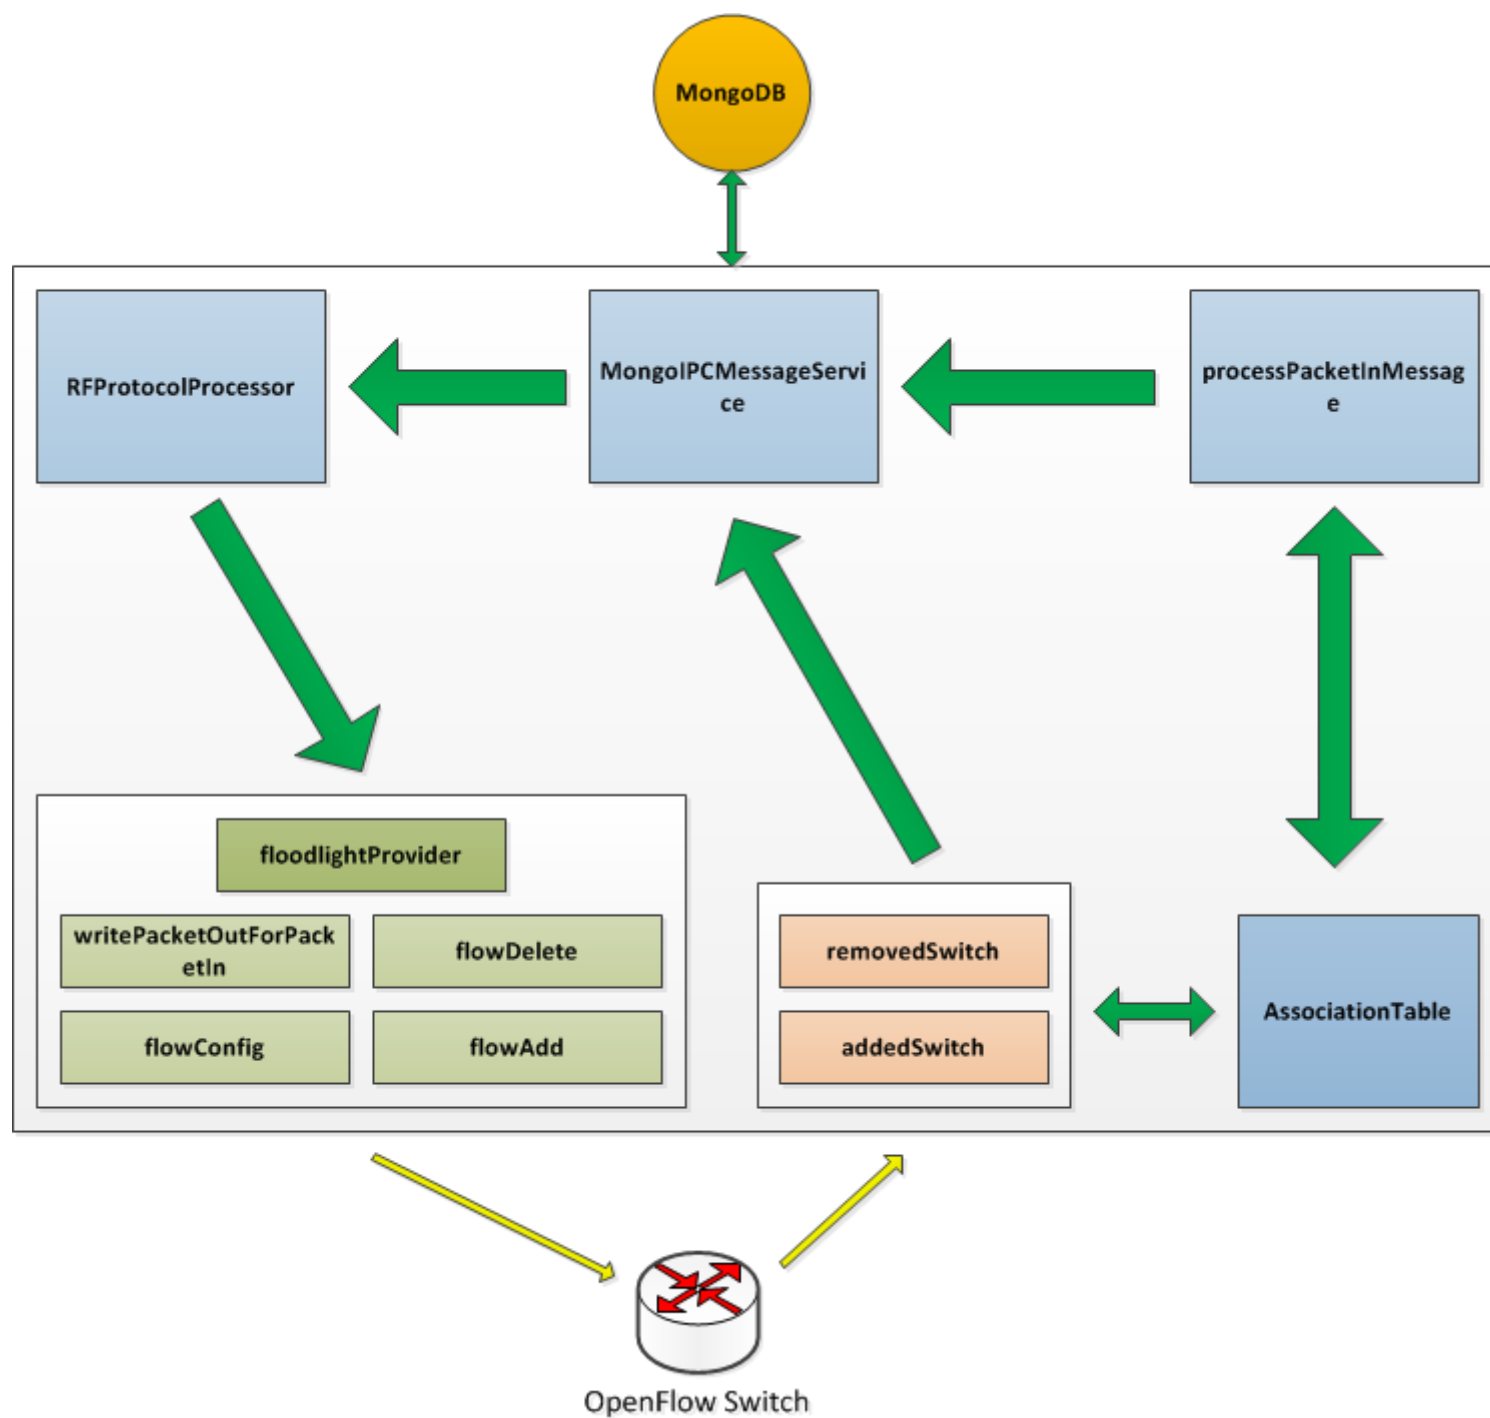 MongoDB
RFProtocolProcessor
MongoIPCMessageServi
ce
processPacketInMessag
e
floodlightProvider
writePacketOutForPack
etIn
flowDelete
flowConfig
flowAdd
removedSwitch
addedSwitch
AssociationTable
OpenFlow Switch